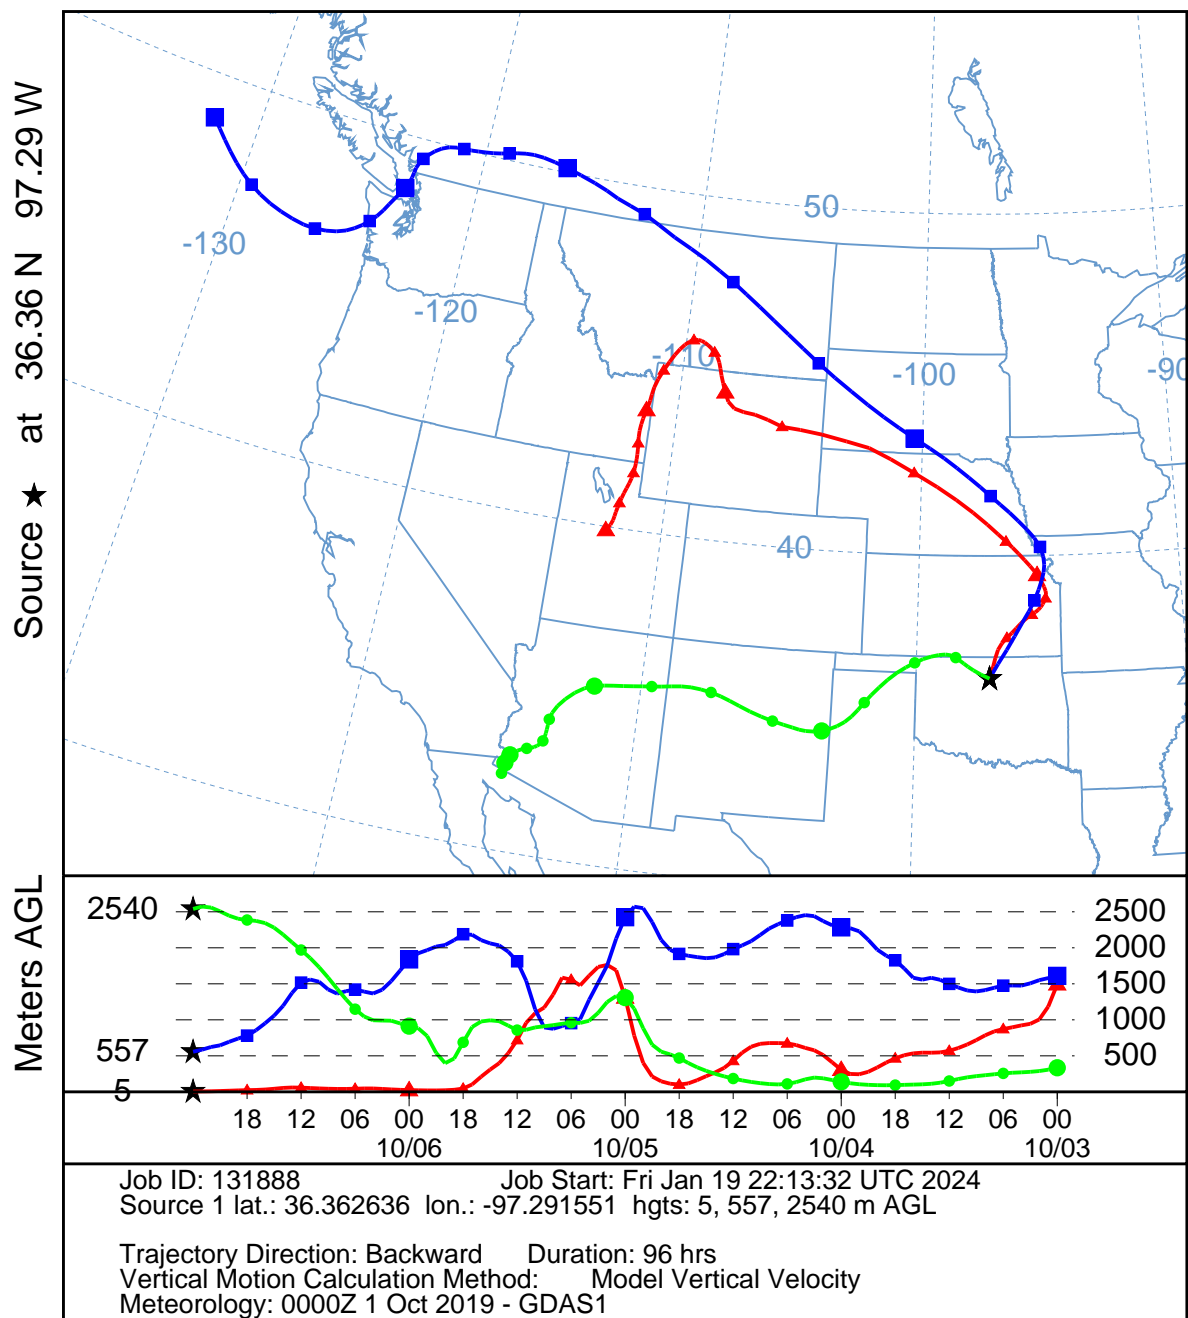 Source ★ at 36.36 N 97.29 W
50
-130
-120
-110
-100
-90
40
Meters AGL
2540
557
5
2500
2000
1500
1000
500
18 12 06 00 18 12 06 00 18 12 06 00 18 12 06 00
10/06 10/05 10/04 10/03
Job ID: 131888 Job Start: Fri Jan 19 22:13:32 UTC 2024
Source 1 lat.: 36.362636 lon.: -97.291551 hgts: 5, 557, 2540 m AGL
Trajectory Direction: Backward Duration: 96 hrs
Vertical Motion Calculation Method: Model Vertical Velocity
Meteorology: 0000Z 1 Oct 2019 - GDAS1